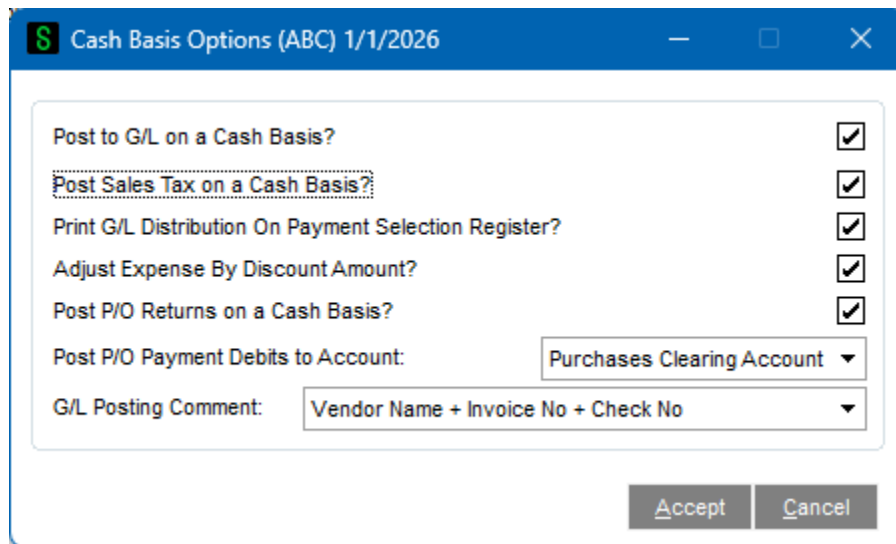 S Cash Basis Options (ABC) 1/1/2026
Post to G/L on a Cash Basis?
Post Sales Tax on a Cash Basis?
Print G/L Distribution On Payment Selection Register?
Adjust Expense By Discount Amount?
Post P/O Returns on a Cash Basis?
Post P/O Payment Debits to Account: Purchases Clearing Account
G/L Posting Comment: Vendor Name + Invoice No + Check No
Accept Cancel